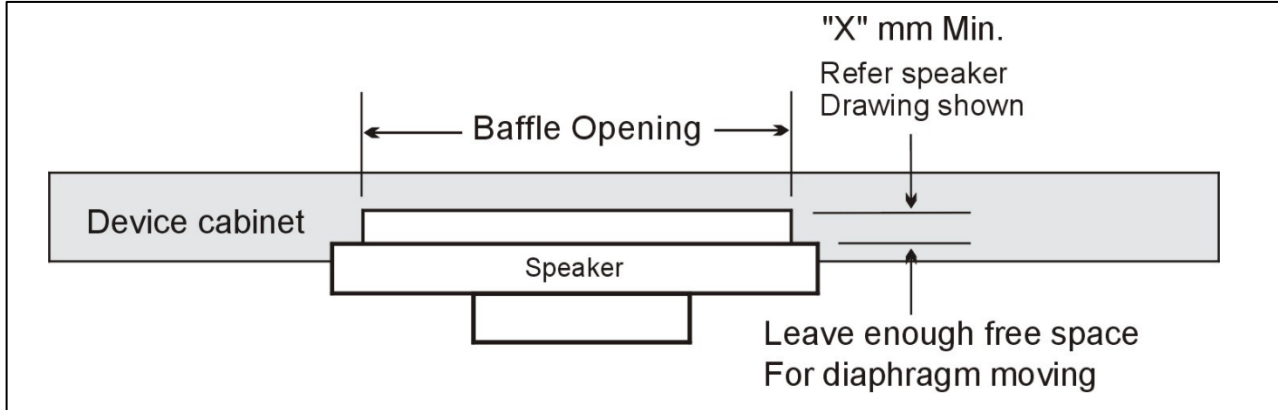 "X" mm Min.
Refer speaker
Drawing shown
Baffle Opening
Device cabinet
Speaker
Leave enough free space
For diaphragm moving